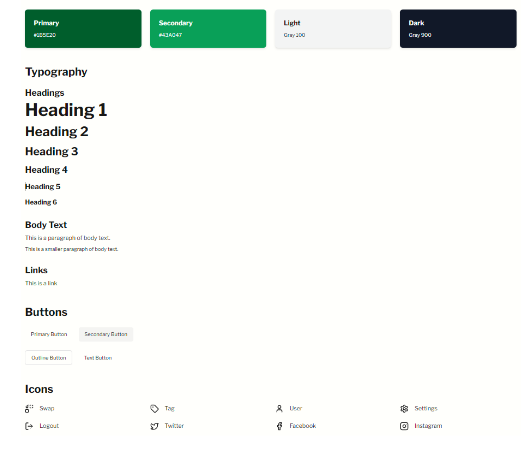 Primary
#1B5E20
Secondary
#43A047
Light
Gray 100
Dark
Gray 900
Typography
Headings
Heading 1
Heading 2
Heading 3
Heading 4
Heading 5
Heading 6
Body Text
This is a paragraph of body text.
This is a smaller paragraph of body text.
Links
This is a link
Buttons
Primary Button
Secondary Button
Outline Button
Text Button
Icons
Swap
Tag
User
Settings
Logout
Twitter
Facebook
Instagram